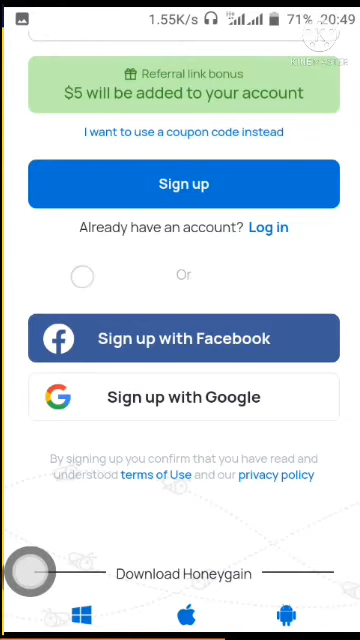 1.55K/s 71% 20:49
KINEMASTER
Referral link bonus
$5 will be added to your account
I want to use a coupon code instead
Sign up
Already have an account? Log in
Or
Sign up with Facebook
Sign up with Google
By signing up you confirm that you have read and
understood terms of Use and our privacy policy
Download Honeygain